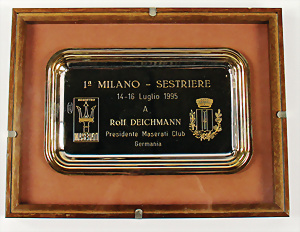 1ª MILANO - SESTRIERE
14-16 Luglio 1995
A
Rolf DEICHMANN
Presidente Maserati Club
Germania